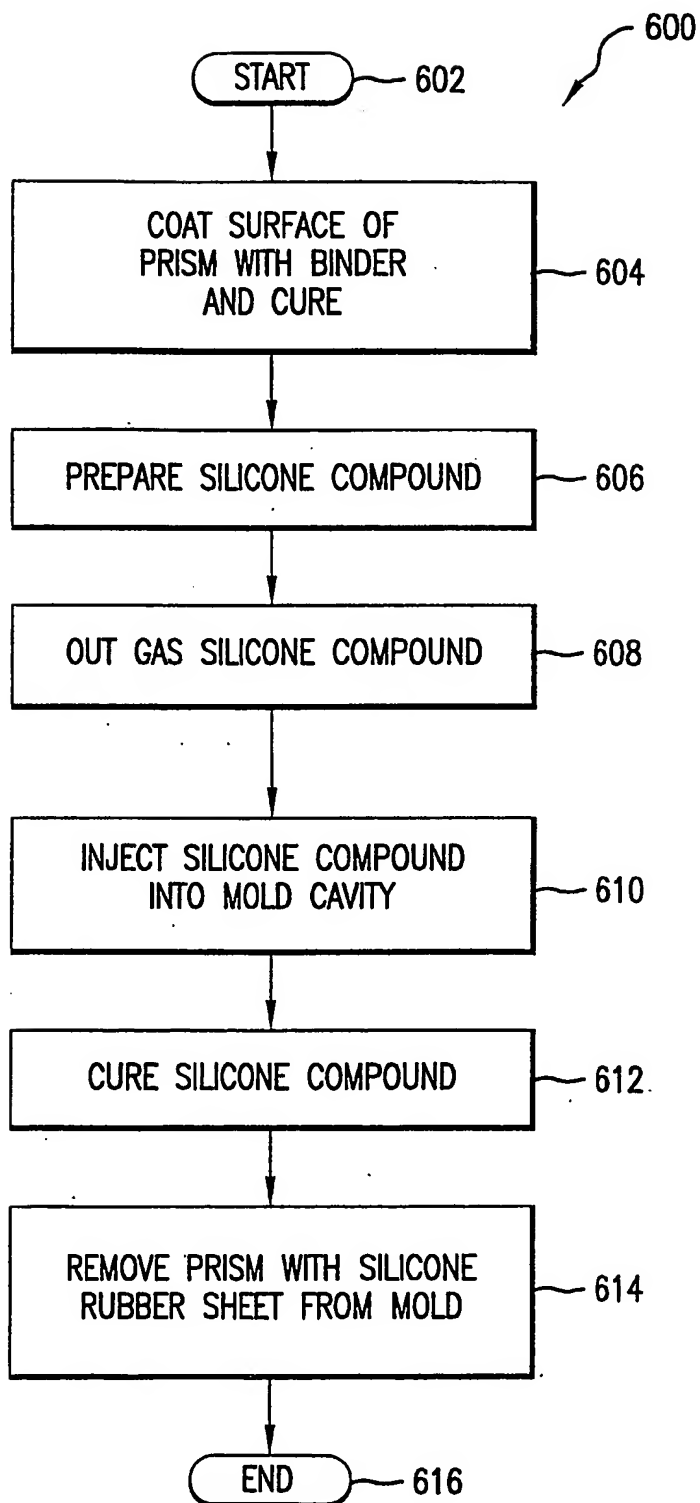 600
START
602
COAT SURFACE OF
PRISM WITH BINDER
AND CURE
604
PREPARE SILICONE COMPOUND
606
OUT GAS SILICONE COMPOUND
608
INJECT SILICONE COMPOUND
INTO MOLD CAVITY
610
CURE SILICONE COMPOUND
612
REMOVE PRISM WITH SILICONE
RUBBER SHEET FROM MOLD
614
END
616